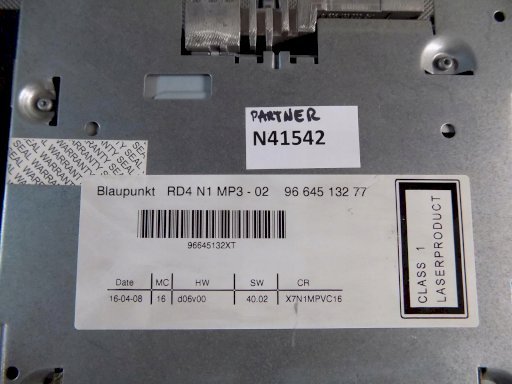 PARTNER
N41542
SEAL WARRANTY SEAL
Blaupunkt RD4 N1 MP3 - 02 96 645 132 77
96645132XT
Date MC HW SW CR
16-04-08 16 d06v00 40.02 X7N1MPVC16
CLASS 1
LASERPRODUCT